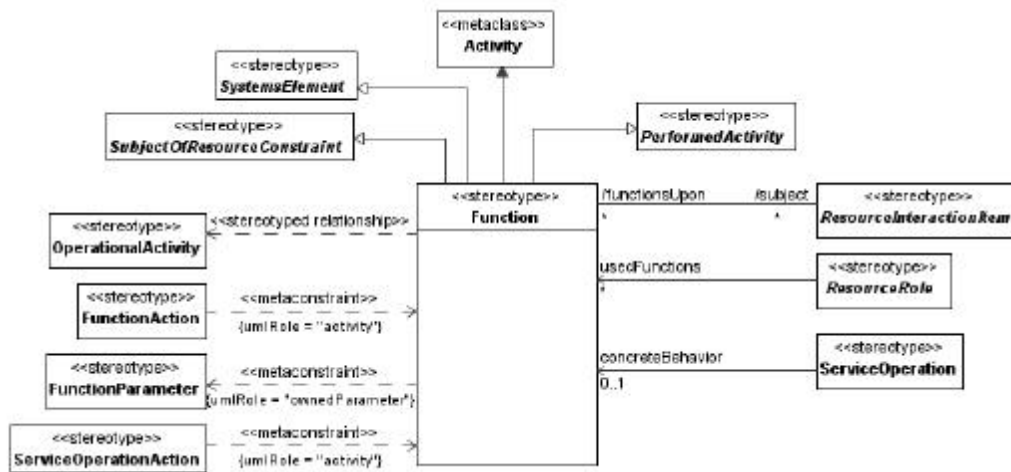 <<metaclass>>
Activity
<<stereotype>>
SystemsElement
<<stereotype>>
SubjectOfResourceConstraint
<<stereotype>>
PerformedActivity
<<stereotype>>
Function
/functionsUpon
*
/subject
*
<<stereotype>>
ResourceInteractionItem
<<stereotype>>
OperationalActivity
<<stereotyped relationship>>
usedFunctions
*
<<stereotype>>
ResourceRole
<<stereotype>>
FunctionAction
<<metaconstraint>>
{umlRole = "activity"}
concreteBehavior
0..1
<<stereotype>>
ServiceOperation
<<stereotype>>
FunctionParameter
<<metaconstraint>>
{umlRole = "ownedParameter"}
<<stereotype>>
ServiceOperationAction
<<metaconstraint>>
{umlRole = "activity"}